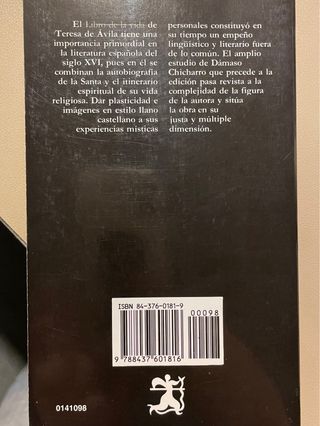 El Libro de la vida de
Teresa de Ávila tiene una
importancia primordial en
la literatura española del
siglo XVI, pues en él se
combinan la autobiografía
de la Santa y el itinerario
espiritual de su vida
religiosa. Dar plasticidad e
imágenes en estilo llano
castellano a sus
experiencias místicas
personales constituyó en
su tiempo un empeño
lingüístico y literario fuera
de lo común. El amplio
estudio de Dámaso
Chicharro que precede a la
edición pasa revista a la
complejidad de la figura
de la autora y sitúa
la obra en su
justa y múltiple
dimensión.
ISBN 84-376-0181-9
00098
9 788437 601816
0141098